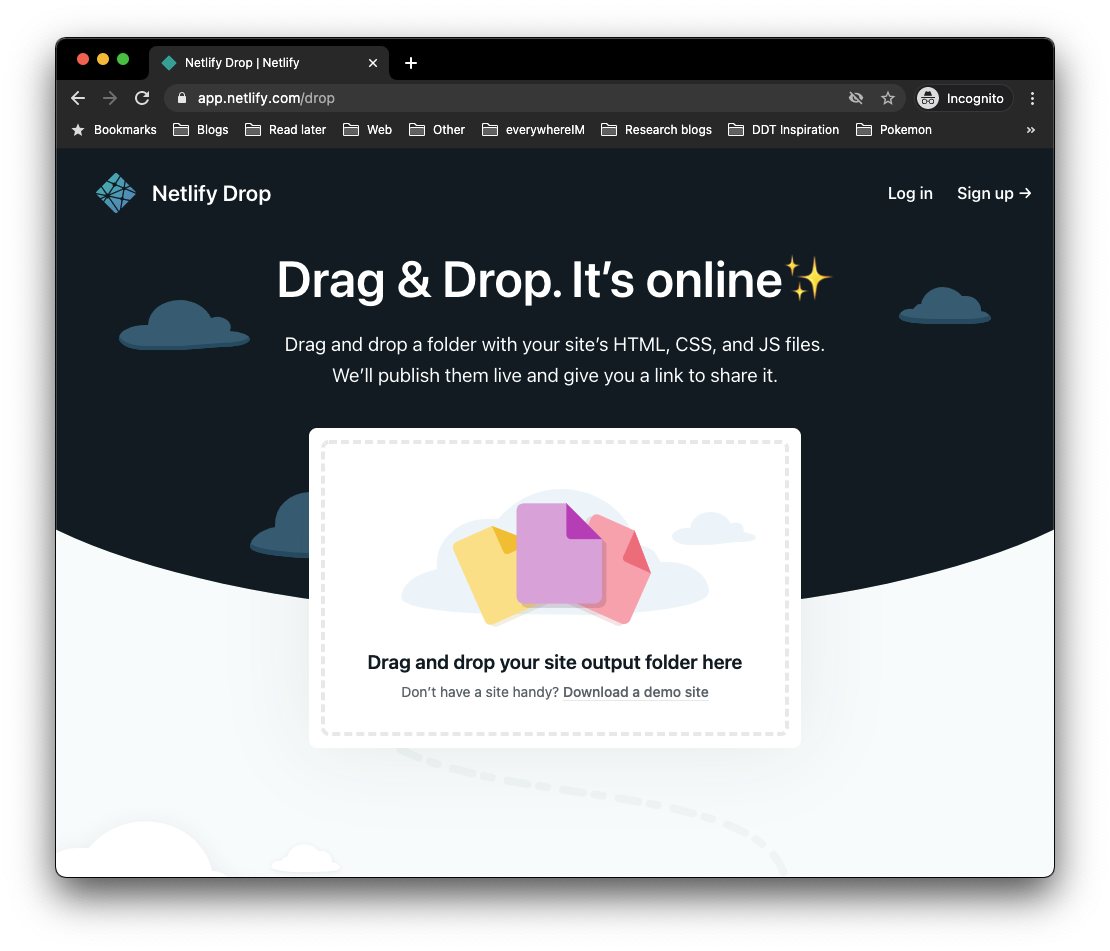 Netlify Drop | Netlify
app.netlify.com/drop
Incognito
Bookmarks Blogs Read later Web Other everywhereIM Research blogs DDT Inspiration Pokemon »
Netlify Drop
Log in Sign up →
Drag & Drop. It’s online✨
Drag and drop a folder with your site’s HTML, CSS, and JS files.
We’ll publish them live and give you a link to share it.
Drag and drop your site output folder here
Don’t have a site handy? Download a demo site